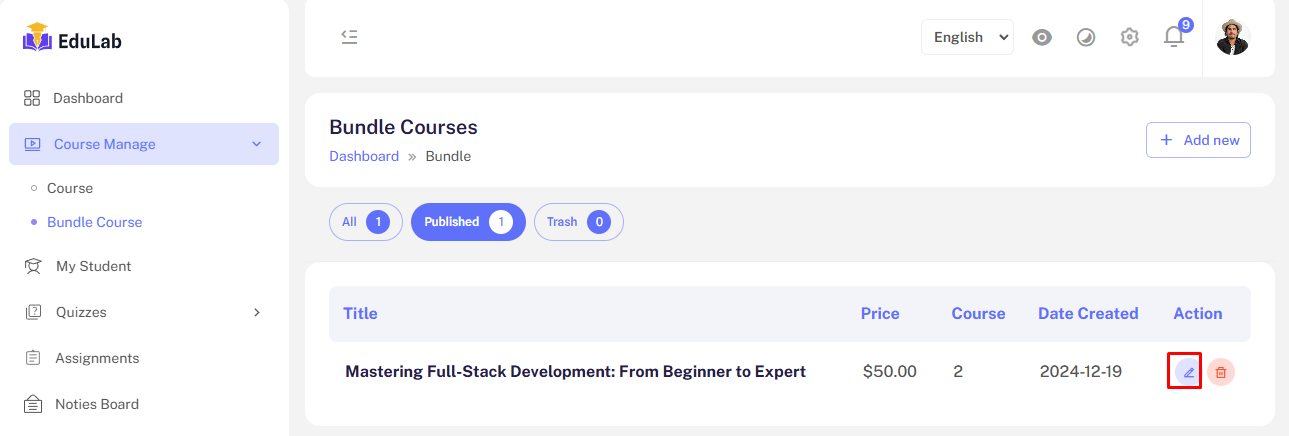 EduLab
English
9
Dashboard
Course Manage
Course
Bundle Course
My Student
Quizzes
Assignments
Noties Board
Bundle Courses
Dashboard » Bundle
+ Add new
All 1
Published 1
Trash 0
Title Price Course Date Created Action
Mastering Full-Stack Development: From Beginner to Expert $50.00 2 2024-12-19